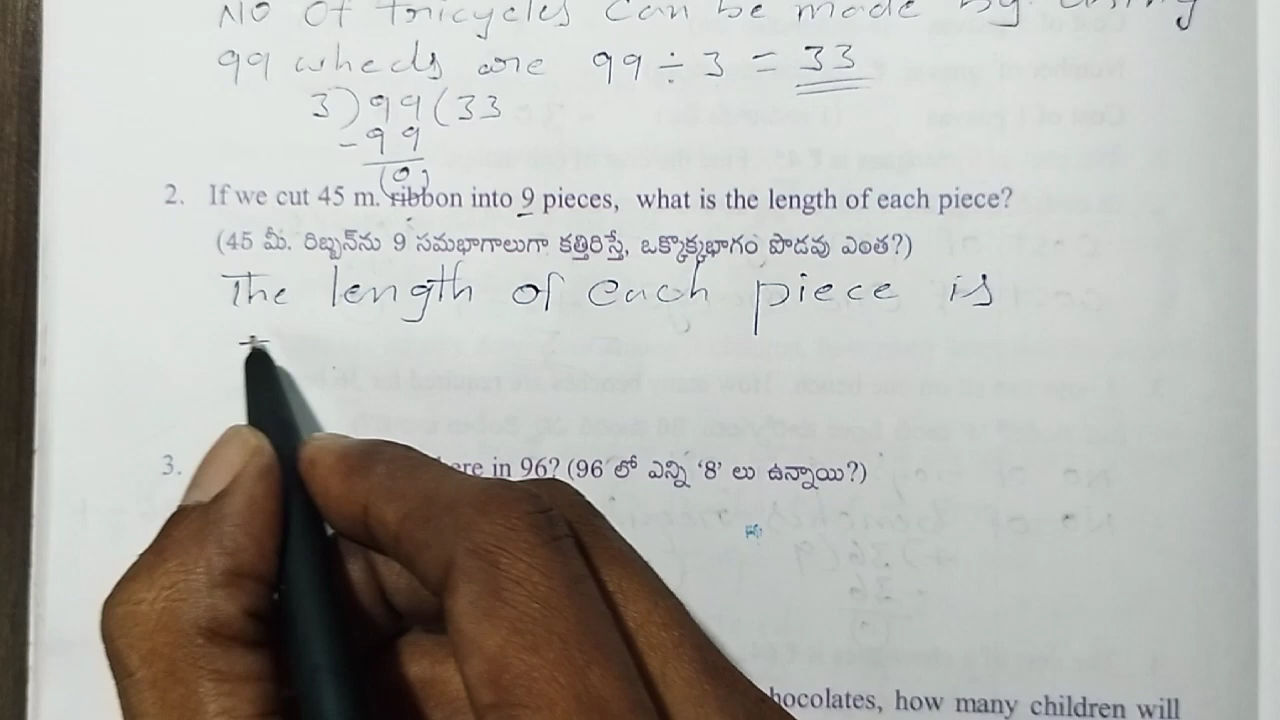 No of tricycles can be made by using
99 wheels are 99 ÷ 3 = 33
3) 99 (33
- 99
(0)
2. If we cut 45 m. ribbon into 9 pieces, what is the length of each piece?
(45 మీ. రిబ్బన్‌ను 9 సమభాగాలుగా కత్తిరిస్తే, ఒక్కొక్కభాగం పొడవు ఎంత?)
The length of each piece is
3. ere in 96? (96 లో ఎన్ని ‘8’ లు ఉన్నాయి?)
hocolates, how many children will